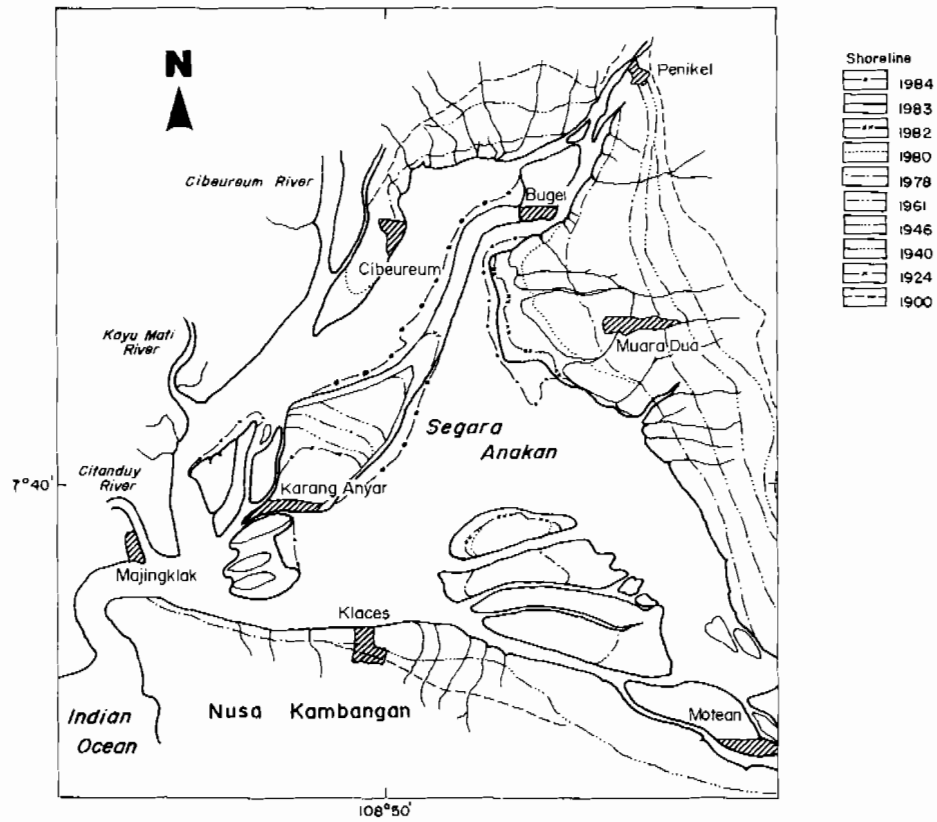 N
Penikel
Cibeureum River
Bugel
Cibeureum
Kayu Mati
River
Muara Dua
Segara
Anakan
7°40'
Citanduy
River
Karang Anyar
Majingklak
Klaces
Nusa Kambangan
Indian
Ocean
Motean
108°50'
Shoreline
1984
1983
1982
1980
1978
1961
1946
1940
1924
1900